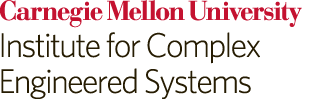 Carnegie Mellon University
Institute for Complex
Engineered Systems